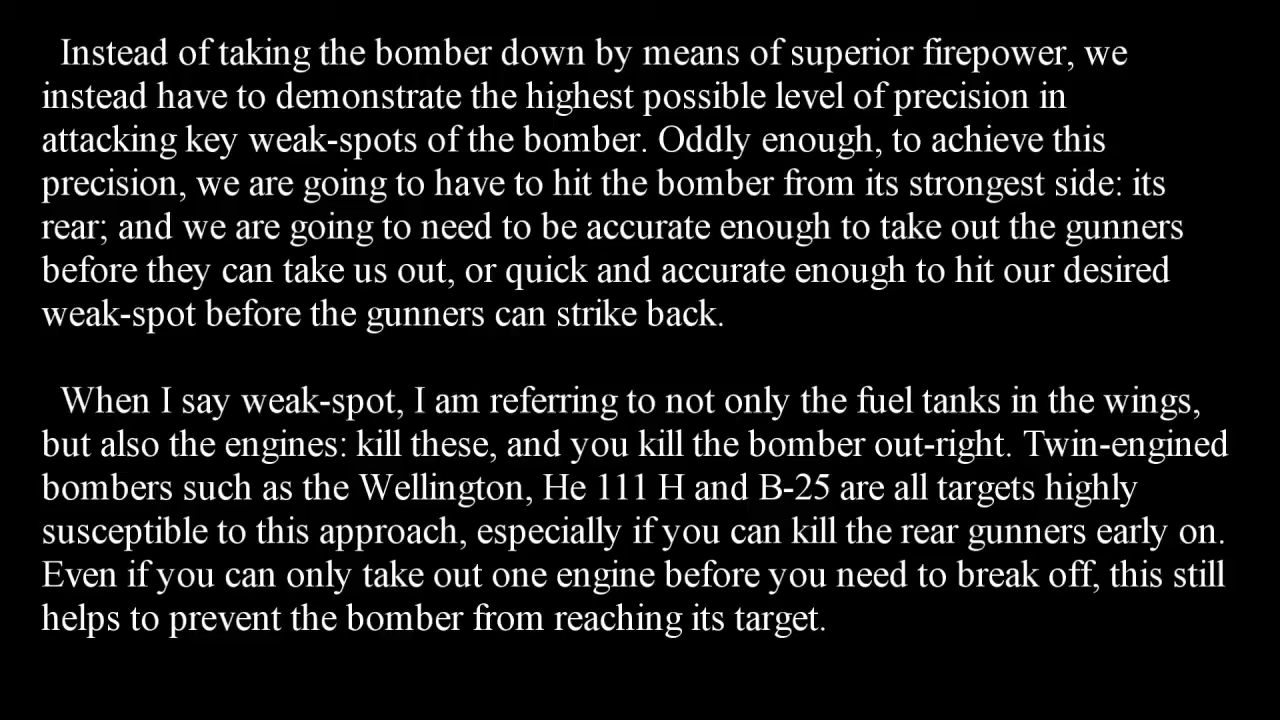 Instead of taking the bomber down by means of superior firepower, we
instead have to demonstrate the highest possible level of precision in
attacking key weak-spots of the bomber. Oddly enough, to achieve this
precision, we are going to have to hit the bomber from its strongest side: its
rear; and we are going to need to be accurate enough to take out the gunners
before they can take us out, or quick and accurate enough to hit our desired
weak-spot before the gunners can strike back.
When I say weak-spot, I am referring to not only the fuel tanks in the wings,
but also the engines: kill these, and you kill the bomber out-right. Twin-engined
bombers such as the Wellington, He 111 H and B-25 are all targets highly
susceptible to this approach, especially if you can kill the rear gunners early on.
Even if you can only take out one engine before you need to break off, this still
helps to prevent the bomber from reaching its target.